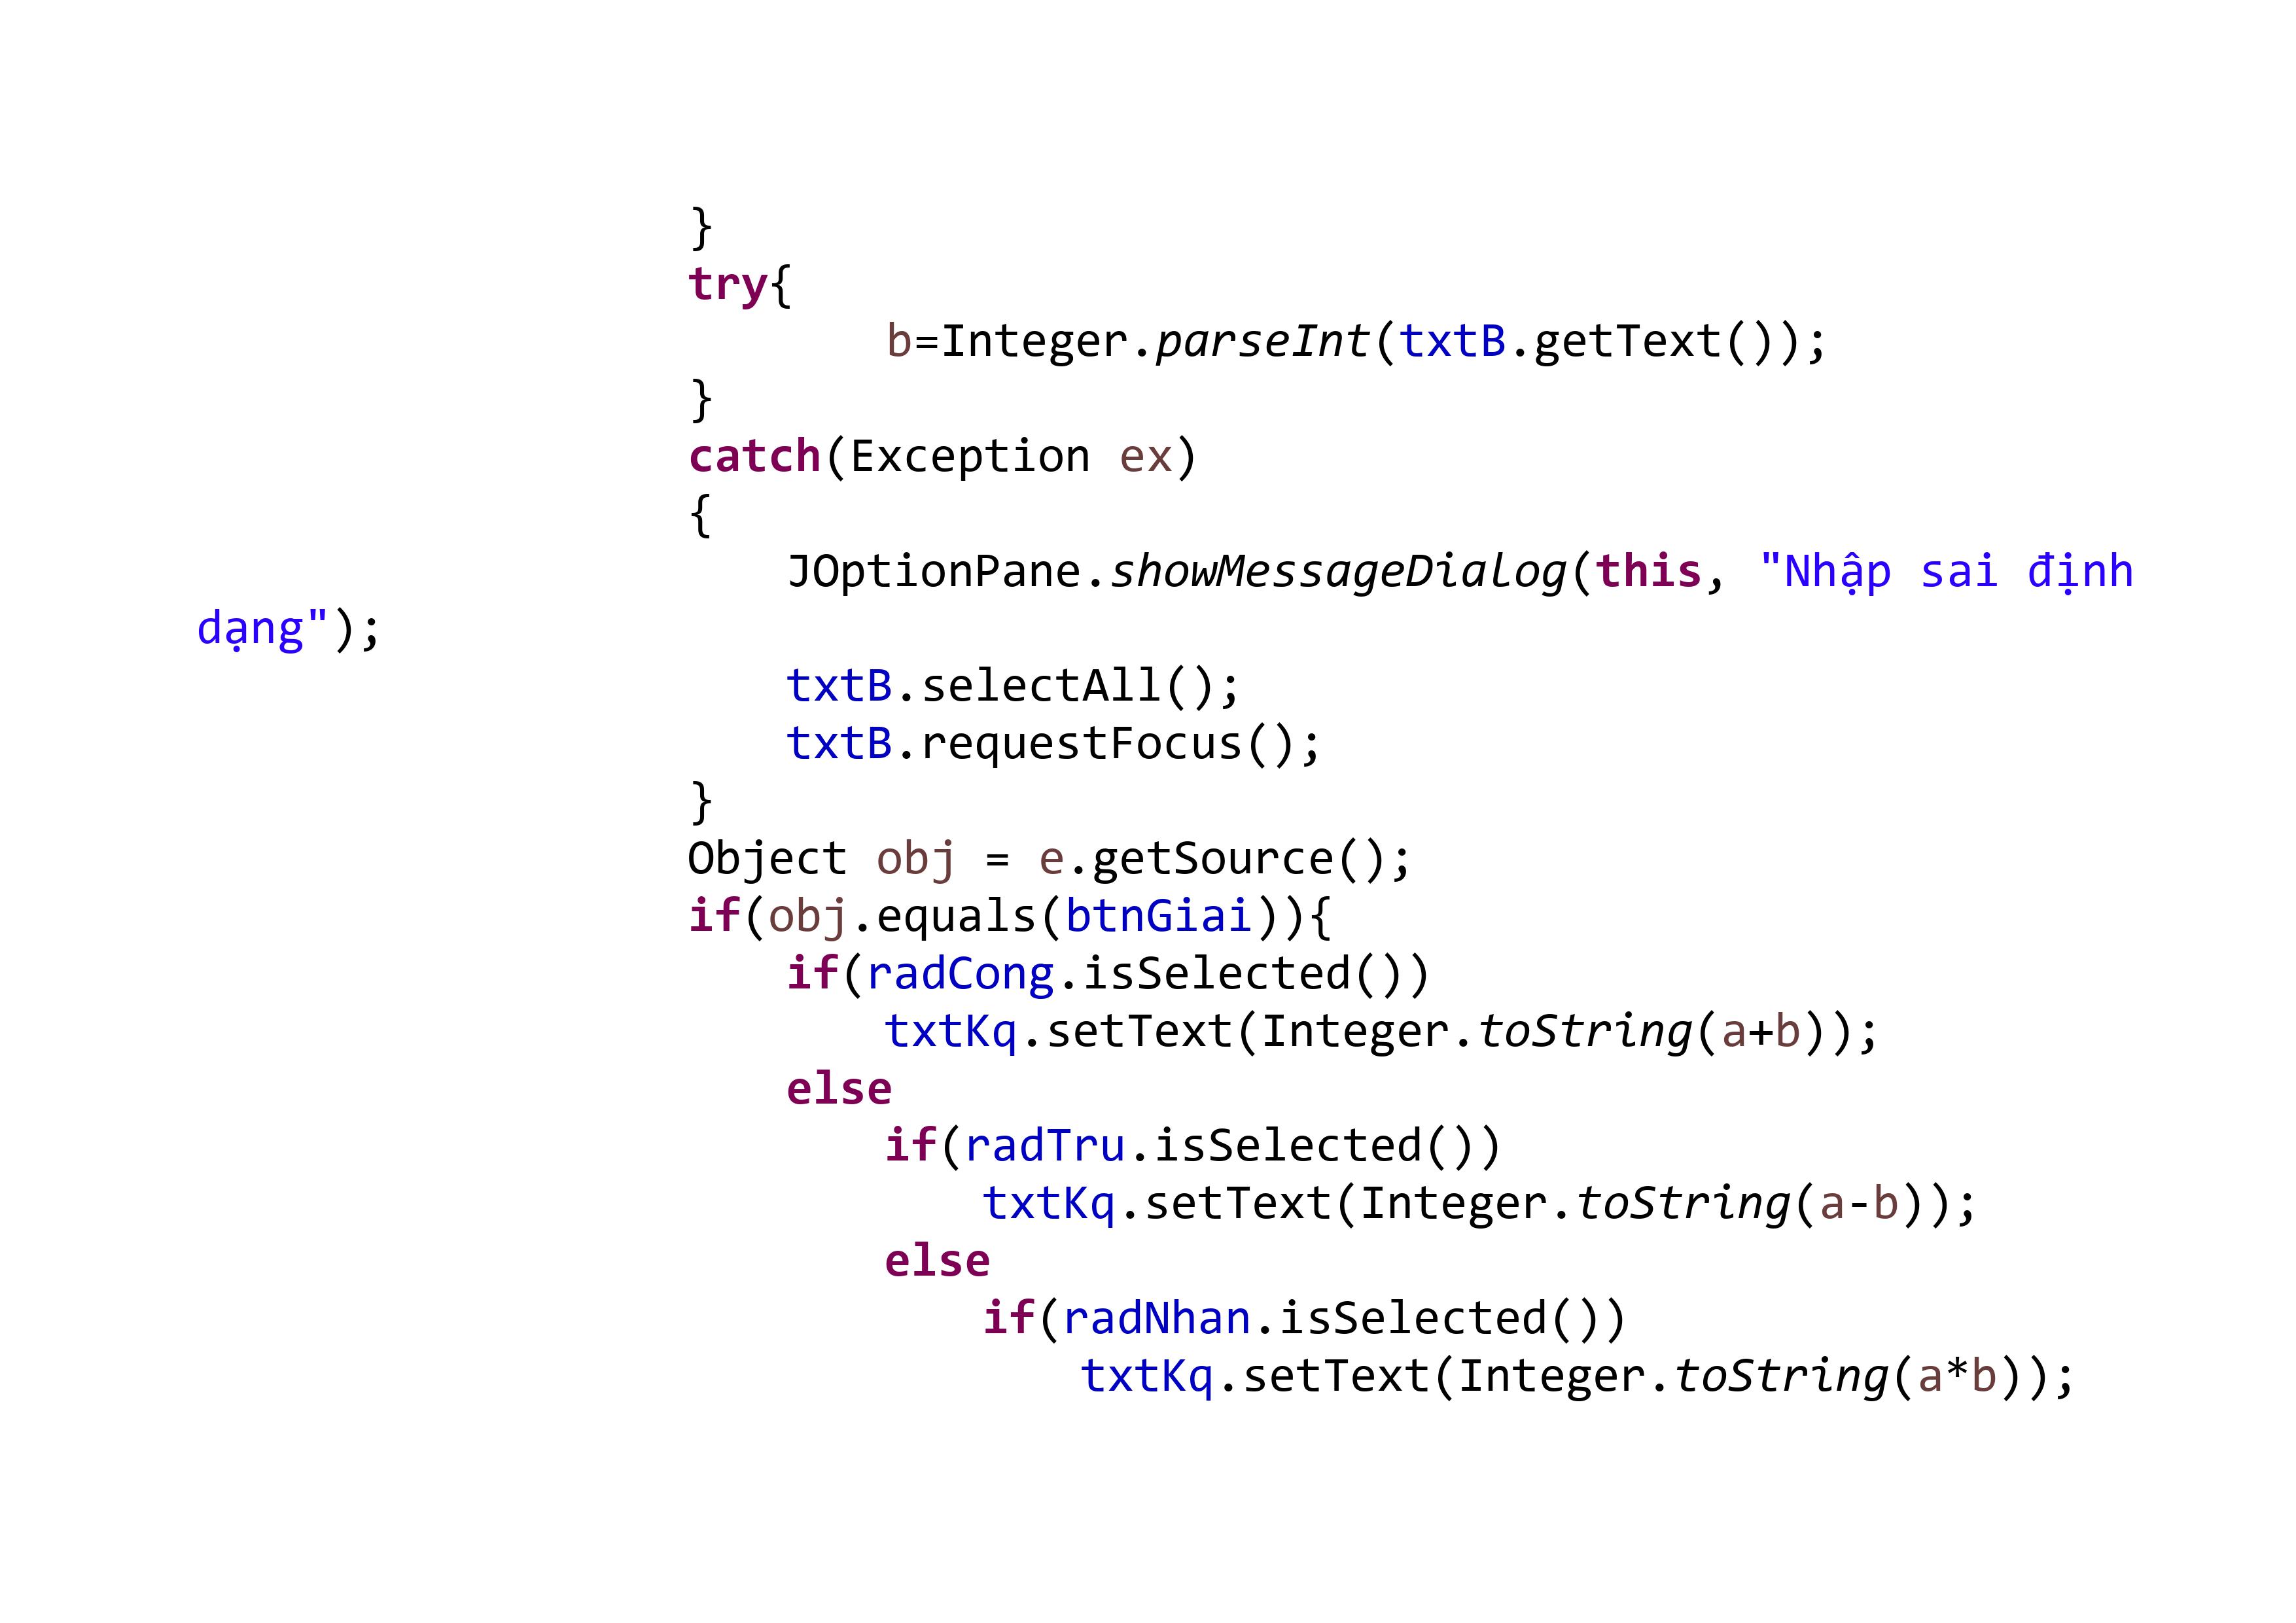 }
try{
b=Integer.parseInt(txtB.getText());
}
catch(Exception ex)
{
JOptionPane.showMessageDialog(this, "Nhập sai định
dạng");
txtB.selectAll();
txtB.requestFocus();
}
Object obj = e.getSource();
if(obj.equals(btnGiai)){
if(radCong.isSelected())
txtKq.setText(Integer.toString(a+b));
else
if(radTru.isSelected())
txtKq.setText(Integer.toString(a-b));
else
if(radNhan.isSelected())
txtKq.setText(Integer.toString(a*b));